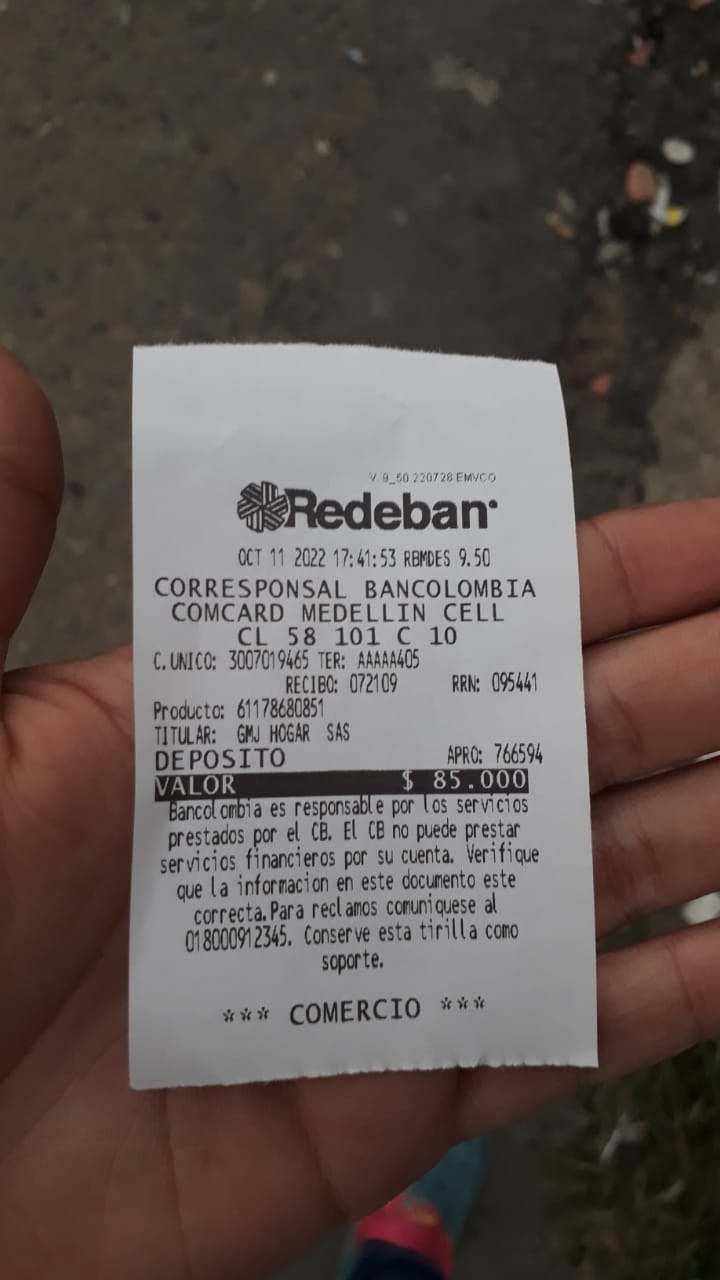 V 9_50 220728 EMVCO
Redeban
OCT 11 2022 17:41:53 RBMDES 9.50
CORRESPONSAL BANCOLOMBIA
COMCARD MEDELLIN CELL
CL 58 101 C 10
C.UNICO: 3007019465 TER: AAAAA405
RECIBO: 072109 RRN: 095441
Producto: 61178680851
TITULAR: GMJ HOGAR SAS
DEPOSITO APRO: 766594
VALOR $ 85.000
Bancolombia es responsable por los servicios
prestados por el CB. El CB no puede prestar
servicios financieros por su cuenta. Verifique
que la informacion en este documento este
correcta.Para reclamos comuniquese al
018000912345. Conserve esta tirilla como
soporte.
*** COMERCIO ***